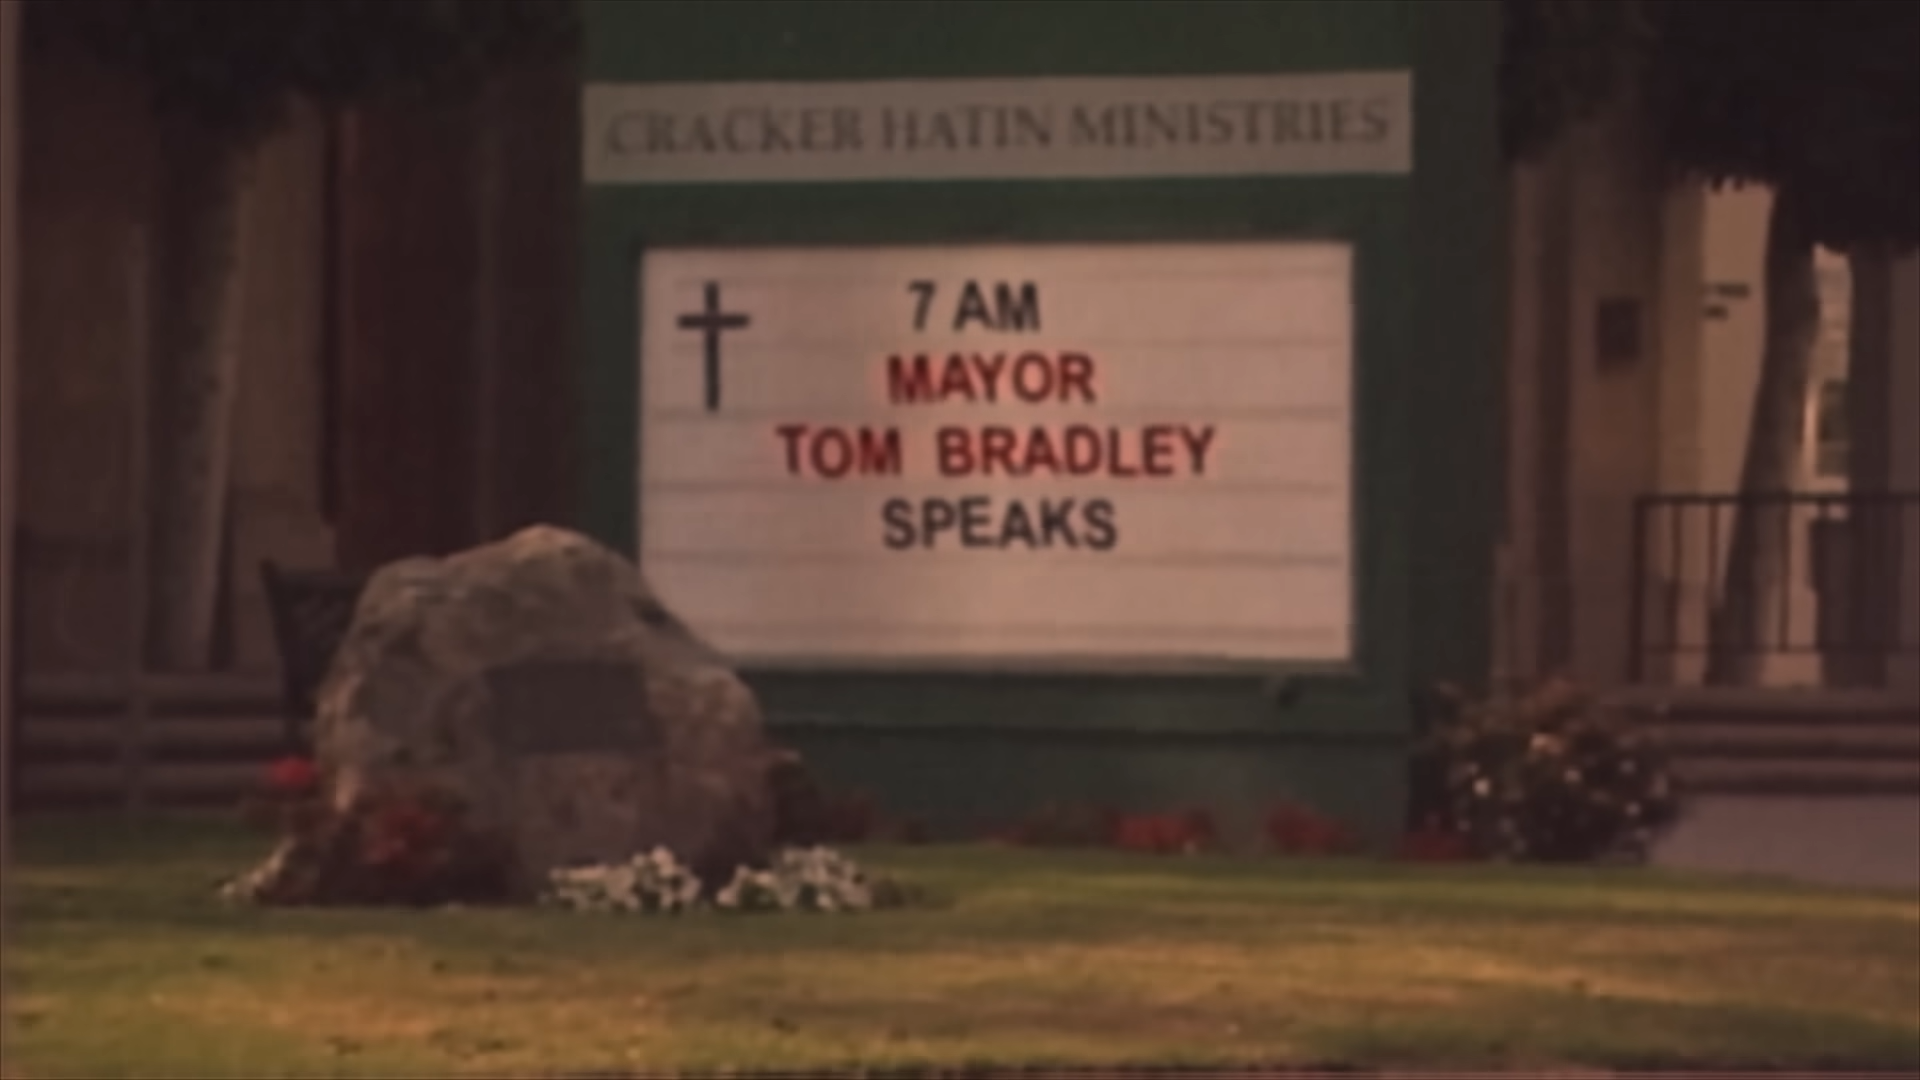 CRACKER HATIN MINISTRIES
7 AM
MAYOR
TOM BRADLEY
SPEAKS